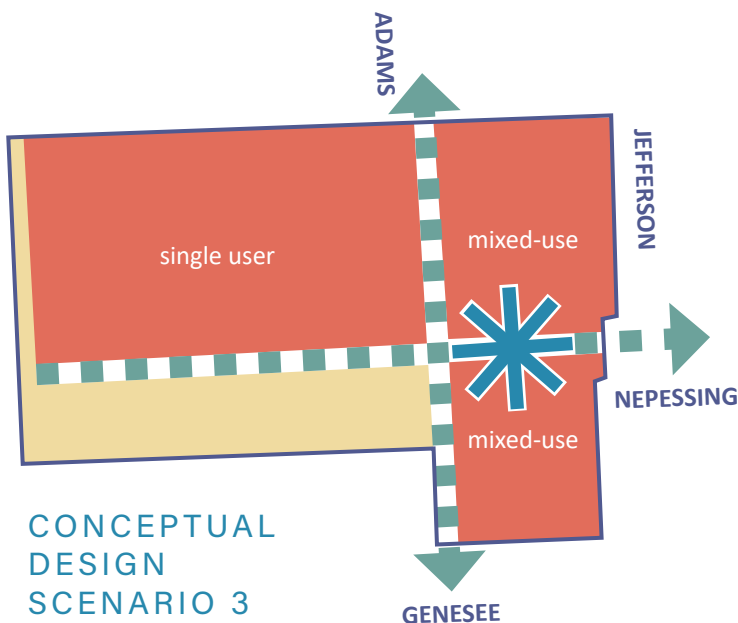 ADAMS
JEFFERSON
single user
mixed-use
NEPESSING
mixed-use
CONCEPTUAL
DESIGN
SCENARIO 3
GENESEE